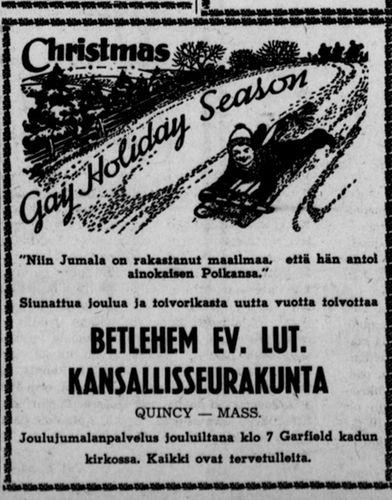 Christmas
Gay Holiday Season
"Niin Jumala on rakastanut maailmaa, että hän antoi
ainokaisen Poikansa."
Siunattua joulua ja toivorikasta uutta vuotta toivottaa
BETLEHEM EV. LUT.
KANSALLISSEURAKUNTA
QUINCY — MASS.
Joulujumalanpalvelus jouluiltana klo 7 Garfield kadun
kirkossa. Kaikki ovat tervetulleita.